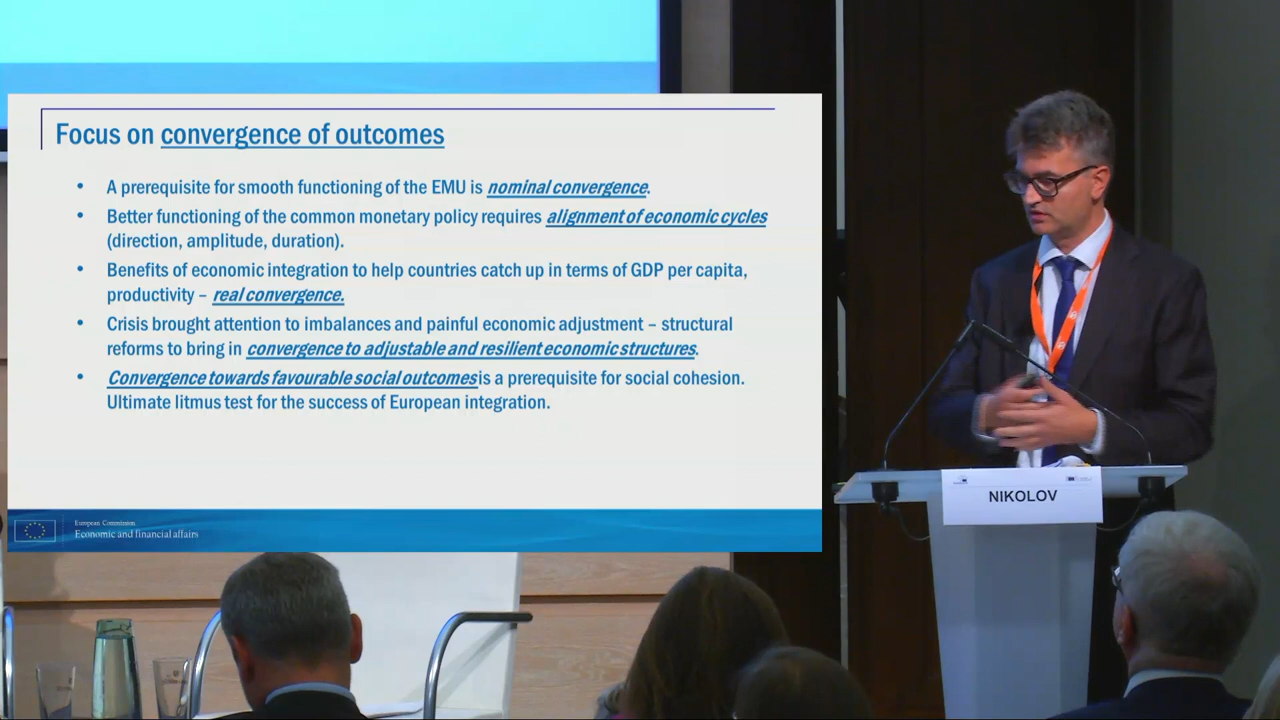 Focus on convergence of outcomes
• A prerequisite for smooth functioning of the EMU is nominal convergence.
• Better functioning of the common monetary policy requires alignment of economic cycles
(direction, amplitude, duration).
• Benefits of economic integration to help countries catch up in terms of GDP per capita,
productivity – real convergence.
• Crisis brought attention to imbalances and painful economic adjustment – structural
reforms to bring in convergence to adjustable and resilient economic structures.
• Convergence towards favourable social outcomes is a prerequisite for social cohesion.
Ultimate litmus test for the success of European integration.
European Commission
Economic and financial affairs
NIKOLOV